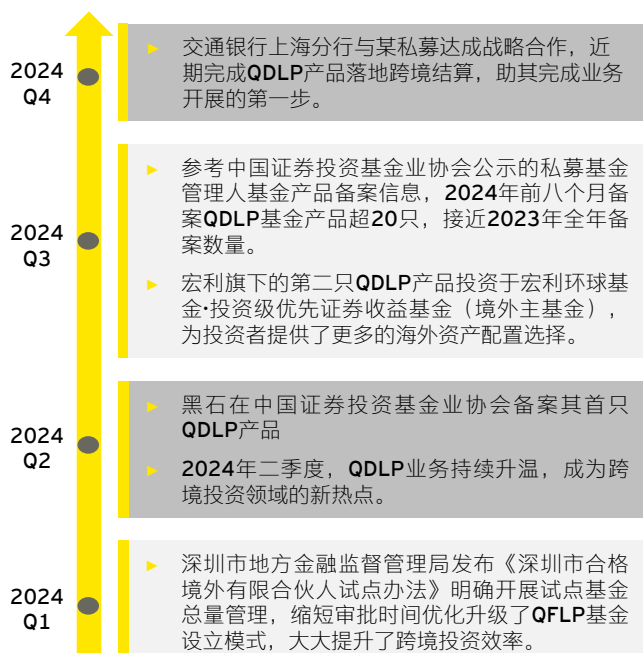 2024
Q4
► 交通银行上海分行与某私募达成战略合作，近
期完成QDLP产品落地跨境结算，助其完成业务
开展的第一步。
2024
Q3
► 参考中国证券投资基金业协会公示的私募基金
管理人基金产品备案信息，2024年前八个月备
案QDLP基金产品超20只，接近2023年全年备
案数量。
► 宏利旗下的第二只QDLP产品投资于宏利环球基
金·投资级优先证券收益基金（境外主基金），
为投资者提供了更多的海外资产配置选择。
2024
Q2
► 黑石在中国证券投资基金业协会备案其首只
QDLP产品
► 2024年二季度，QDLP业务持续升温，成为跨
境投资领域的新热点。
2024
Q1
► 深圳市地方金融监督管理局发布《深圳市合格
境外有限合伙人试点办法》明确开展试点基金
总量管理，缩短审批时间优化升级了QFLP基金
设立模式，大大提升了跨境投资效率。